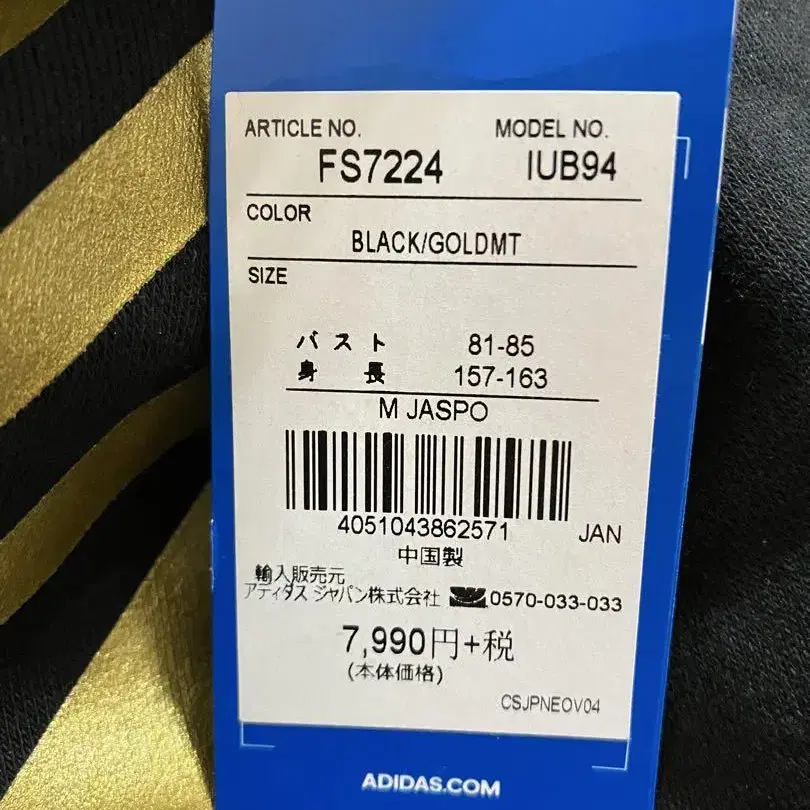 ARTICLE NO. MODEL NO.
FS7224 IUB94
COLOR
BLACK/GOLDMT
SIZE
バスト 81-85
身長 157-163
M JASPO
4051043862571 JAN
中国製
輸入販売元
アディダス ジャパン株式会社 0570-033-033
7,990円+税
(本体価格)
CSJPNEOV04
ADIDAS.COM